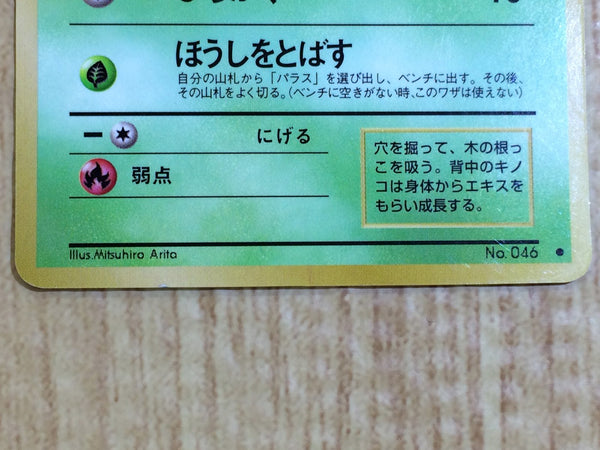 ほうしをとばす
自分の山札から「パラス」を選び出し、ベンチに出す。その後、
その山札をよく切る。(ベンチに空きがない時、このワザは使えない)
にげる
弱点
穴を掘って、木の根っ
こを吸う。背中のキノ
コは身体からエキスを
もらい成長する。
Illus.Mitsuhiro Arita
No. 046